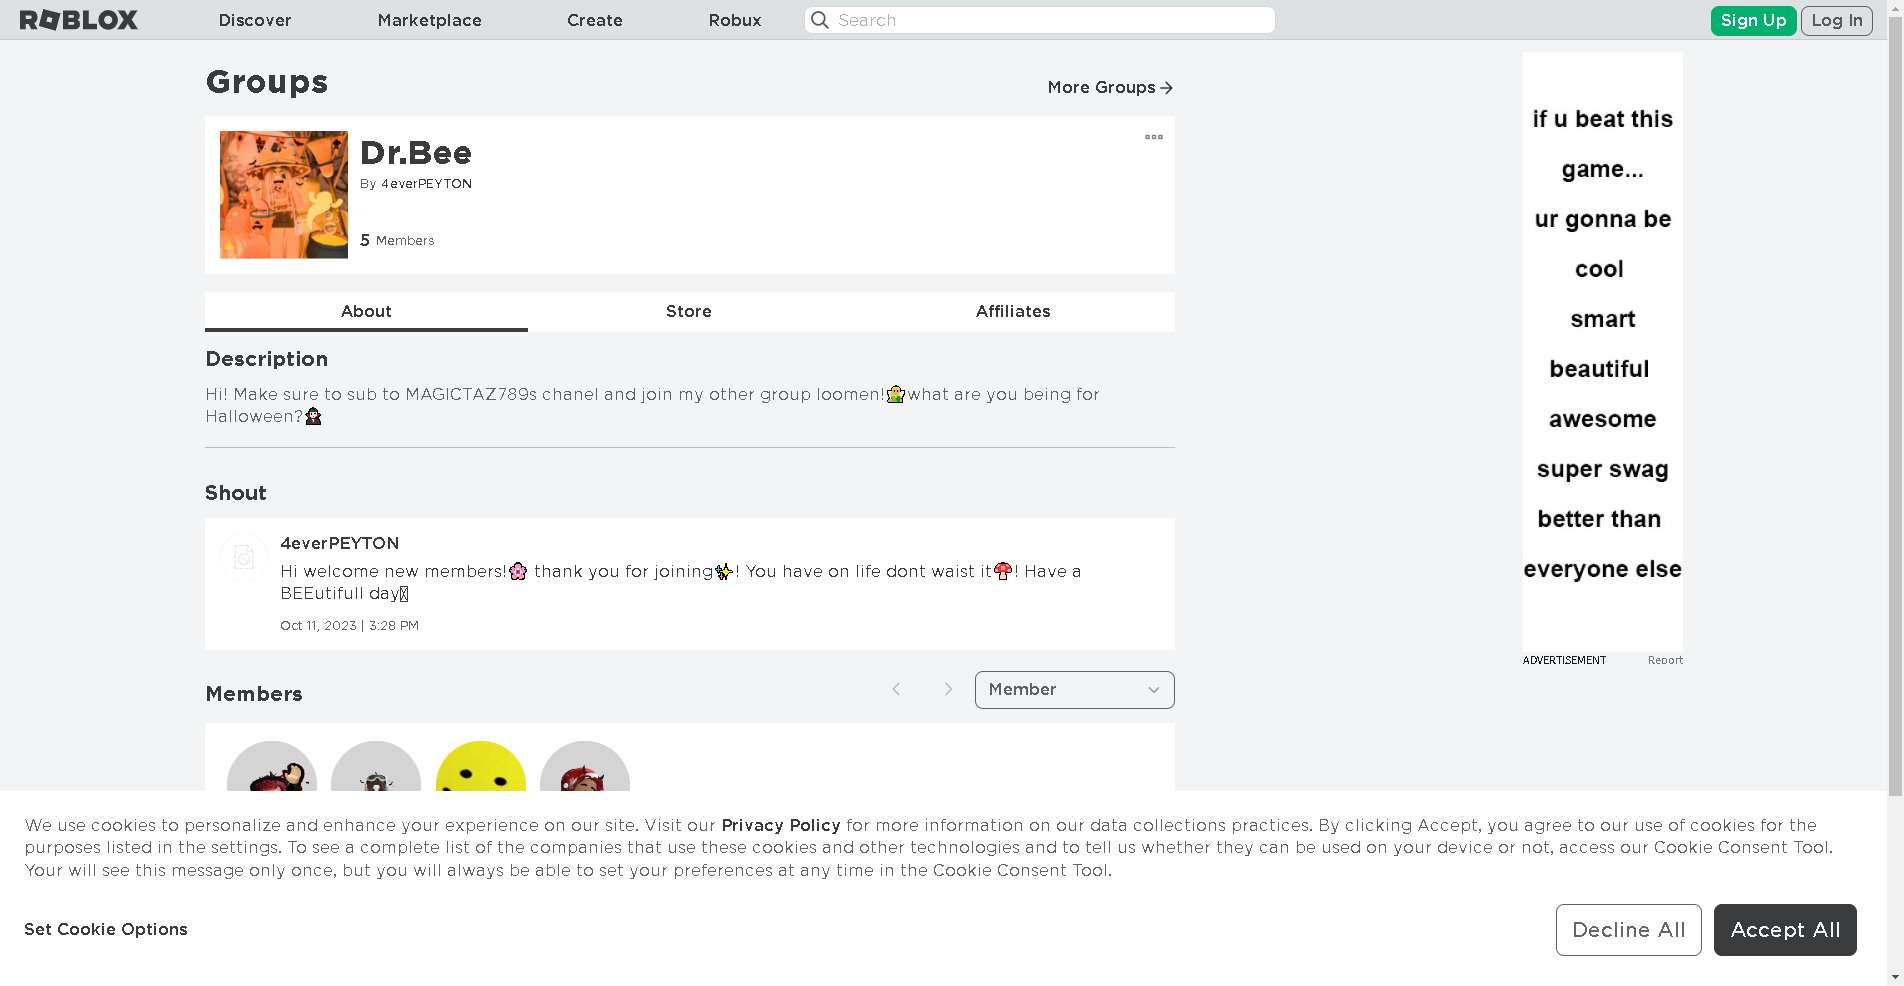 ROBLOX
Discover
Marketplace
Create
Robux
Search
Sign Up
Log In
Groups
More Groups
Dr.Bee
By 4everPEYTON
5 Members
About
Store
Affiliates
Description
Hi! Make sure to sub to MAGICTAZ789s chanel and join my other group loomen!🧝what are you being for
Halloween?🧛
Shout
4everPEYTON
Hi welcome new members!🌸 thank you for joining✨! You have on life dont waist it🍄! Have a
BEEutifull day
Oct 11, 2023 | 3:28 PM
Members
Member
if u beat this
game...
ur gonna be
cool
smart
beautiful
awesome
super swag
better than
everyone else
ADVERTISEMENT
Report
We use cookies to personalize and enhance your experience on our site. Visit our Privacy Policy for more information on our data collections practices. By clicking Accept, you agree to our use of cookies for the
purposes listed in the settings. To see a complete list of the companies that use these cookies and other technologies and to tell us whether they can be used on your device or not, access our Cookie Consent Tool.
Your will see this message only once, but you will always be able to set your preferences at any time in the Cookie Consent Tool.
Set Cookie Options
Decline All
Accept All